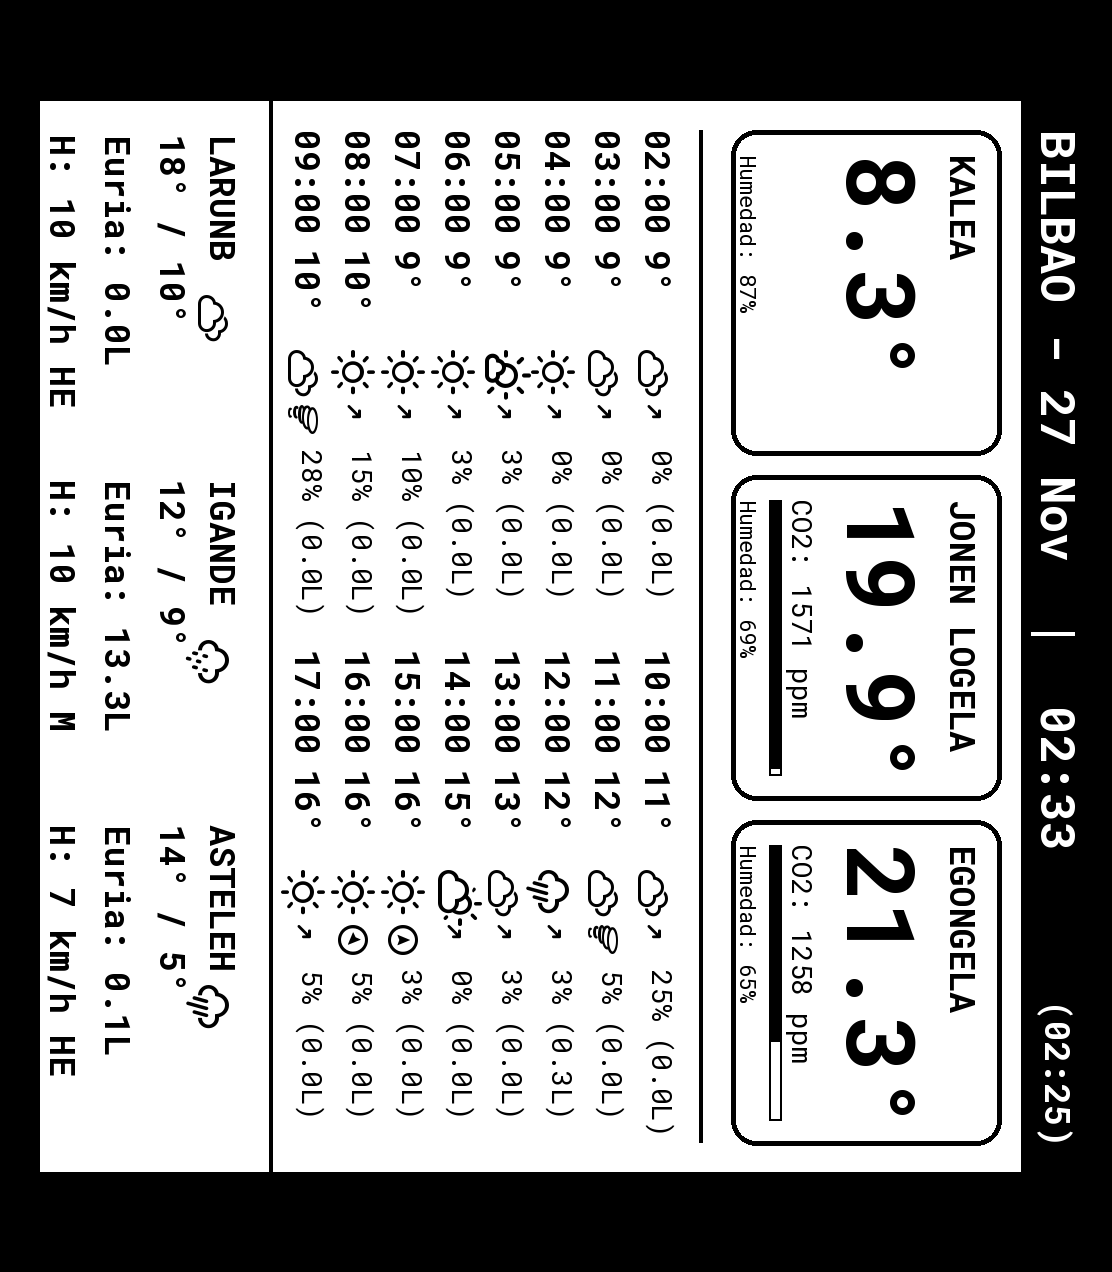 BILBAO - 27 Nov | 02:33 (02:25)
KALEA
8.3°
Humedad: 87%
JONEN LOGELA
19.9°
CO2: 1571 ppm
Humedad: 69%
EGONGELA
21.3°
CO2: 1258 ppm
Humedad: 65%
02:00 9° ↗ 0% (0.0L)
03:00 9° ↗ 0% (0.0L)
04:00 9° ↗ 0% (0.0L)
05:00 9° ↗ 3% (0.0L)
06:00 9° ↗ 3% (0.0L)
07:00 9° ↗ 10% (0.0L)
08:00 10° ↗ 15% (0.0L)
09:00 10° 28% (0.0L)
10:00 11° ↗ 25% (0.0L)
11:00 12° 5% (0.0L)
12:00 12° ↗ 3% (0.3L)
13:00 13° ↗ 3% (0.0L)
14:00 15° ↗ 0% (0.0L)
15:00 16° 3% (0.0L)
16:00 16° 5% (0.0L)
17:00 16° ↗ 5% (0.0L)
LARUNB
18° / 10°
Euria: 0.0L
H: 10 km/h HE
IGANDE
12° / 9°
Euria: 13.3L
H: 10 km/h M
ASTELEH
14° / 5°
Euria: 0.1L
H: 7 km/h HE